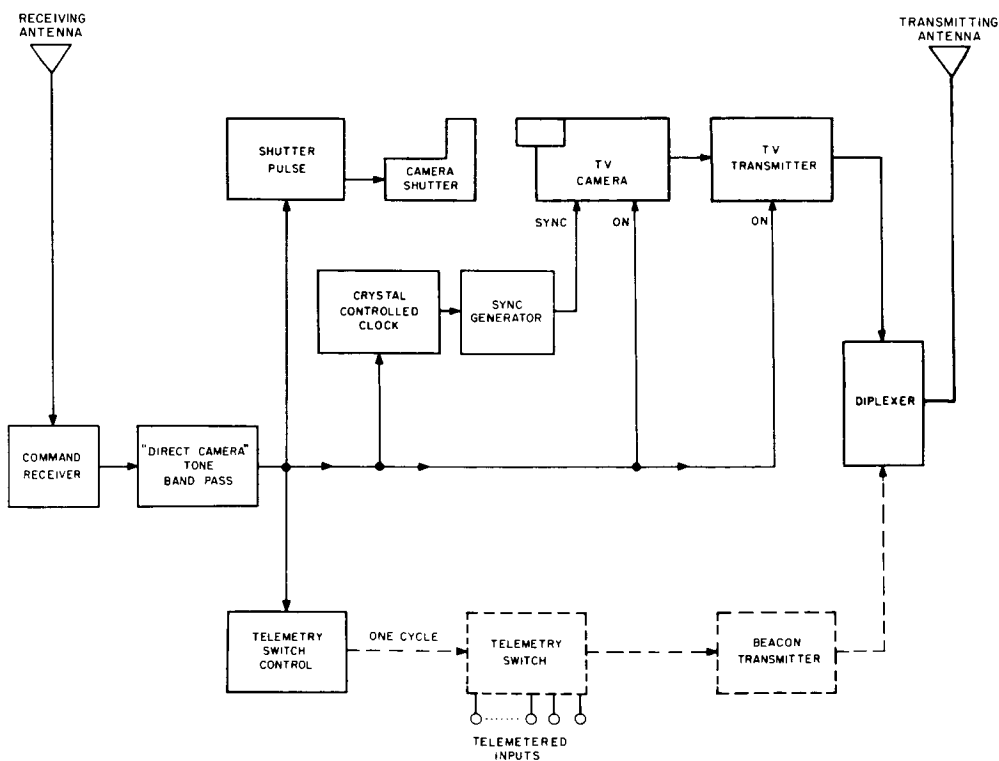 RECEIVING
ANTENNA
TRANSMITTING
ANTENNA
SHUTTER
PULSE
CAMERA
SHUTTER
TV
CAMERA
TV
TRANSMITTER
SYNC
ON
ON
CRYSTAL
CONTROLLED
CLOCK
SYNC
GENERATOR
DIPLEXER
COMMAND
RECEIVER
"DIRECT CAMERA"
TONE
BAND PASS
TELEMETRY
SWITCH
CONTROL
ONE CYCLE
TELEMETRY
SWITCH
BEACON
TRANSMITTER
TELEMETERED
INPUTS